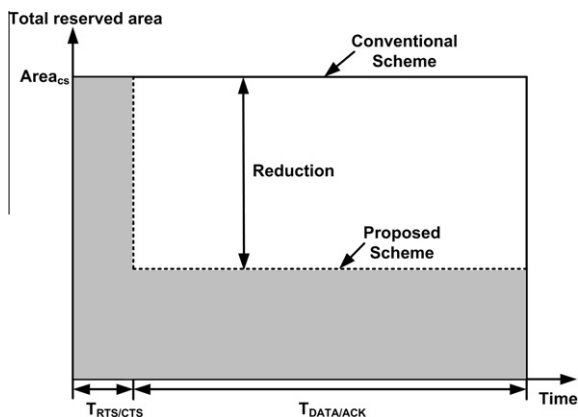 Total reserved area
Conventional
Scheme
Area_cs
Reduction
Proposed
Scheme
Time
T_RTS/CTS
T_DATA/ACK